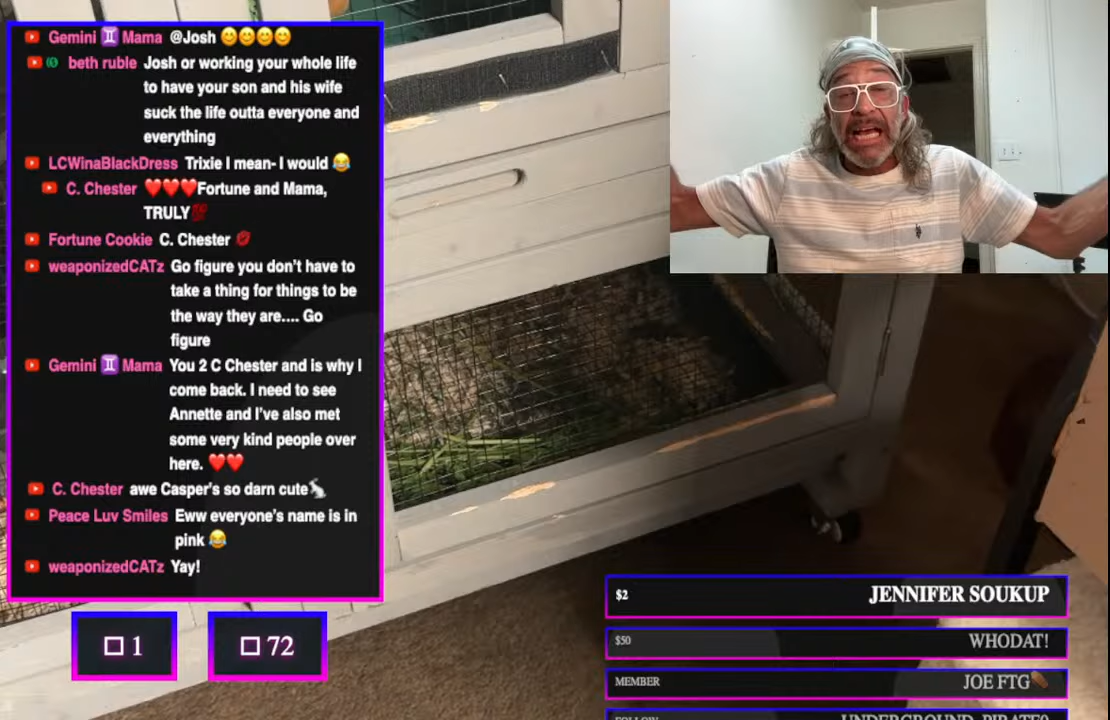 Gemini ♊ Mama @Josh 😊😊😊😊
beth ruble Josh or working your whole life
to have your son and his wife
suck the life outta everyone and
everything
LCWinaBlackDress Trixie I mean- I would 😂
C. Chester ❤️❤️❤️Fortune and Mama,
TRULY💯
Fortune Cookie C. Chester
weaponizedCATz Go figure you don't have to
take a thing for things to be
the way they are.... Go
figure
Gemini ♊ Mama You 2 C Chester and is why I
come back. I need to see
Annette and I've also met
some very kind people over
here. ❤️❤️
C. Chester awe Casper's so darn cute🐇
Peace Luv Smiles Eww everyone's name is in
pink 😂
weaponizedCATz Yay!
1
72
$2 JENNIFER SOUKUP
$50 WHODAT!
MEMBER JOE FTG⚰️
FOLLOW UNDERGROUND_PIRATE2